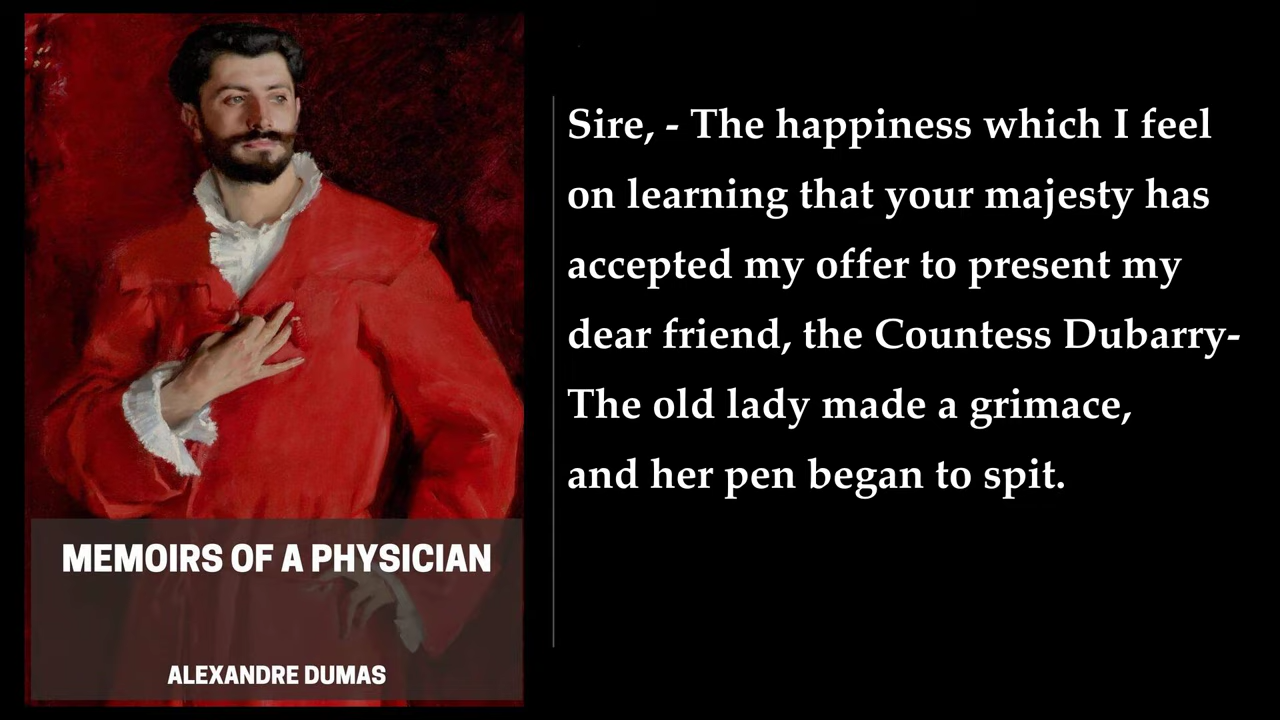 MEMOIRS OF A PHYSICIAN
ALEXANDRE DUMAS
Sire, - The happiness which I feel
on learning that your majesty has
accepted my offer to present my
dear friend, the Countess Dubarry-
The old lady made a grimace,
and her pen began to spit.